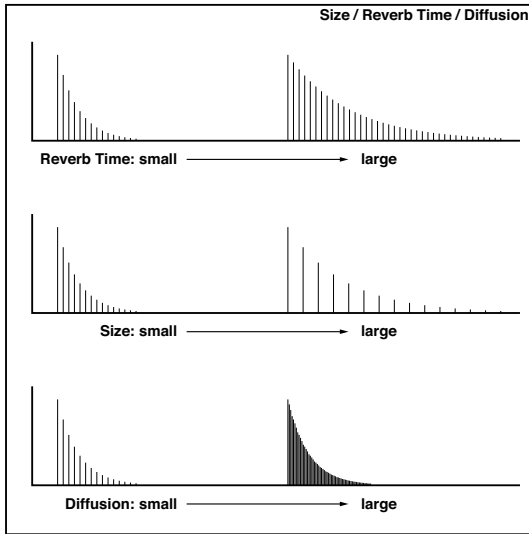 Size / Reverb Time / Diffusion
Reverb Time: small large
Size: small large
Diffusion: small large